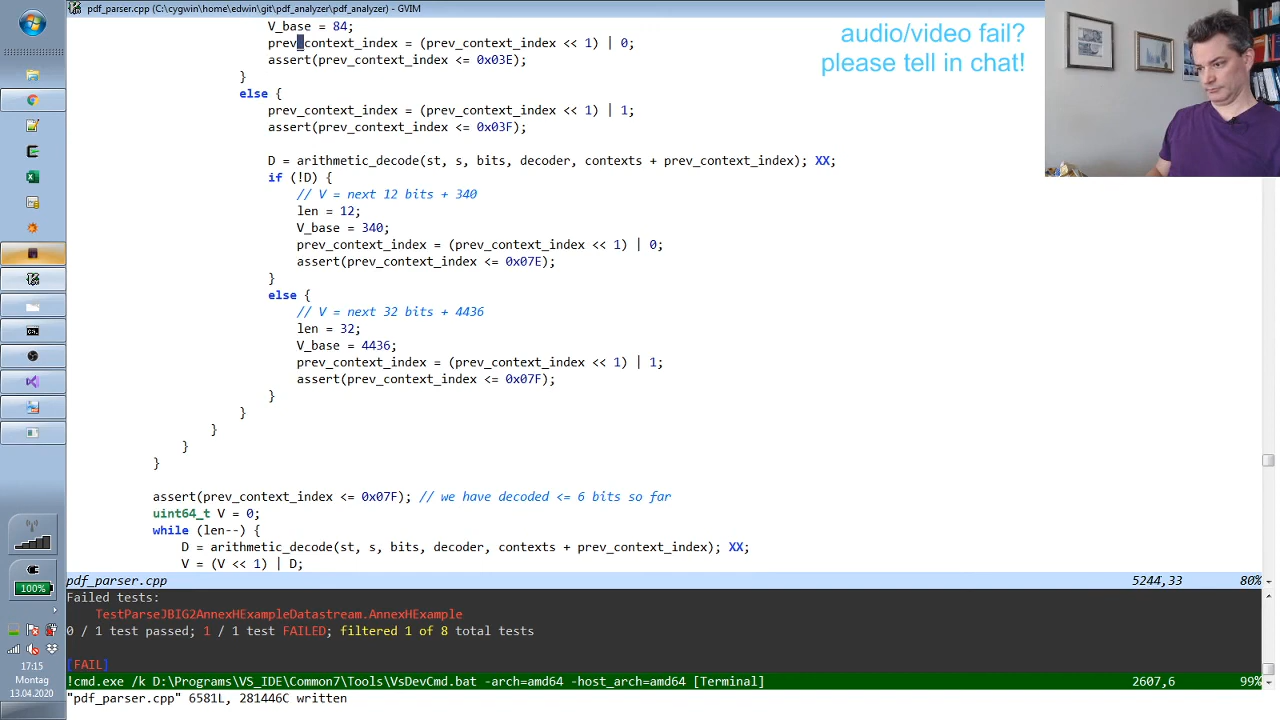 pdf_parser.cpp (C:\cygwin\home\edwin\git\pdf_analyzer\pdf_analyzer) - GVIM
V_base = 84;
prev_context_index = (prev_context_index << 1) | 0;
assert(prev_context_index <= 0x03E);
}
else {
prev_context_index = (prev_context_index << 1) | 1;
assert(prev_context_index <= 0x03F);
D = arithmetic_decode(st, s, bits, decoder, contexts + prev_context_index); XX;
if (!D) {
// V = next 12 bits + 340
len = 12;
V_base = 340;
prev_context_index = (prev_context_index << 1) | 0;
assert(prev_context_index <= 0x07E);
}
else {
// V = next 32 bits + 4436
len = 32;
V_base = 4436;
prev_context_index = (prev_context_index << 1) | 1;
assert(prev_context_index <= 0x07F);
}
}
}
}
}
assert(prev_context_index <= 0x07F); // we have decoded <= 6 bits so far
uint64_t V = 0;
while (len--) {
D = arithmetic_decode(st, s, bits, decoder, contexts + prev_context_index); XX;
V = (V << 1) | D;
pdf_parser.cpp 5244,33 80%
Failed tests:
TestParseJBIG2AnnexHExampleDatastream.AnnexHExample
0 / 1 test passed; 1 / 1 test FAILED; filtered 1 of 8 total tests
[FAIL]
!cmd.exe /k D:\Programs\VS_IDE\Common7\Tools\VsDevCmd.bat -arch=amd64 -host_arch=amd64 [Terminal] 2607,6 99%
"pdf_parser.cpp" 6581L, 281446C written
audio/video fail?
please tell in chat!
100%
17:15
Montag
13.04.2020